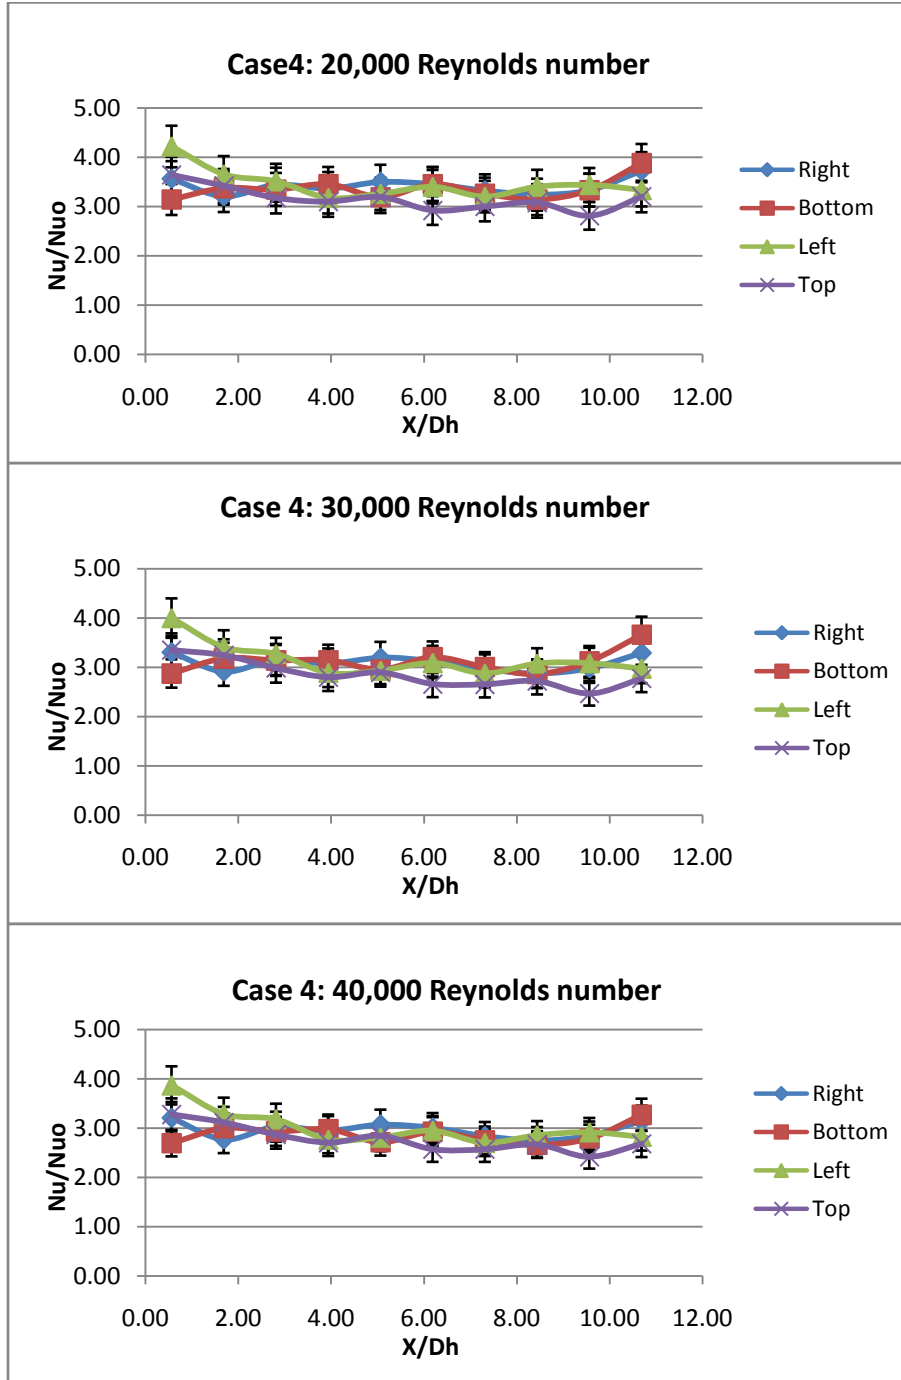 Case4: 20,000 Reynolds number
5.00
4.00
3.00
2.00
1.00
0.00
Nu/Nuo
0.00 2.00 4.00 6.00 8.00 10.00 12.00
X/Dh
Right
Bottom
Left
Top
Case 4: 30,000 Reynolds number
5.00
4.00
3.00
2.00
1.00
0.00
Nu/Nuo
0.00 2.00 4.00 6.00 8.00 10.00 12.00
X/Dh
Right
Bottom
Left
Top
Case 4: 40,000 Reynolds number
5.00
4.00
3.00
2.00
1.00
0.00
Nu/Nuo
0.00 2.00 4.00 6.00 8.00 10.00 12.00
X/Dh
Right
Bottom
Left
Top